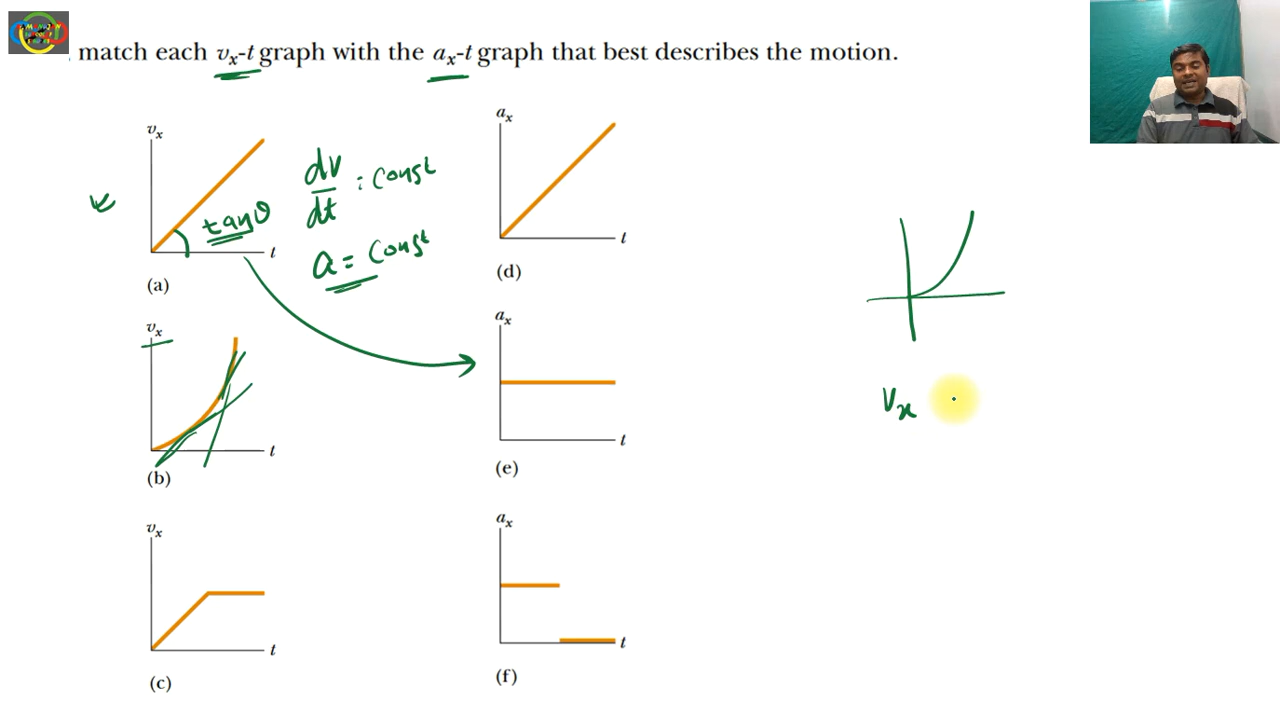 match each vₓ-t graph with the aₓ-t graph that best describes the motion.
vₓ
t
(a)
tanθ
dv
dt
: const
a = const
aₓ
t
(d)
vₓ
t
(b)
aₓ
t
(e)
vₓ
t
(c)
aₓ
t
(f)
vₓ